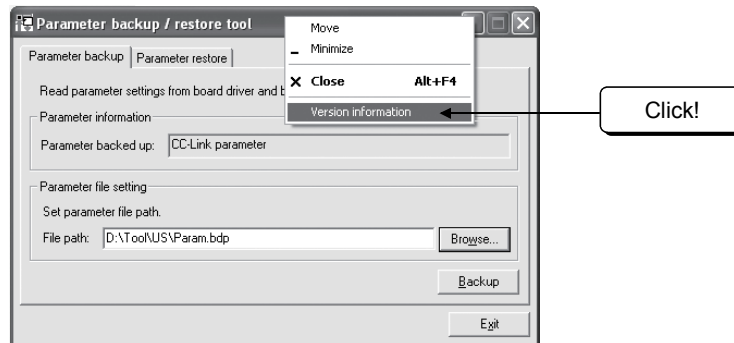 Parameter backup / restore tool
Move
Minimize
Close Alt+F4
Version information
Click!
Parameter backup Parameter restore
Read parameter settings from board driver and
Parameter information
Parameter backed up: CC-Link parameter
Parameter file setting
Set parameter file path.
File path: D:\Tool\US\Param.bdp Browse...
Backup
Exit